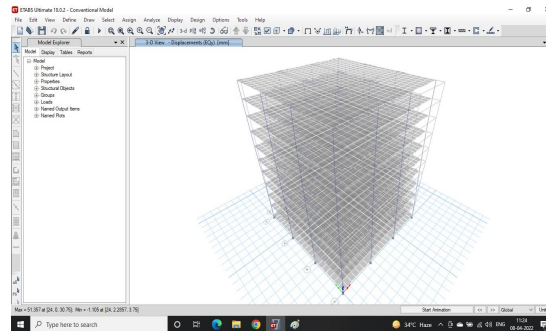 ETABS Ultimate 18.0.2 - Conventional Model
File Edit View Define Draw Select Assign Analyze Display Design Options Tools Help
Model Explorer
3-D View - Displacements (EQx) [mm]
Model Display Tables Reports
Model
Project
Structure Layout
Properties
Structural Objects
Groups
Loads
Named Output Items
Named Plots
Max = 51.357 at [24, 0, 30.75]; Min = -1.105 at [24, 2.2857, 3.75]
Start Animation
<<
>>
Global
Type here to search
34°C Haze
ENG
11:24
08-04-2022